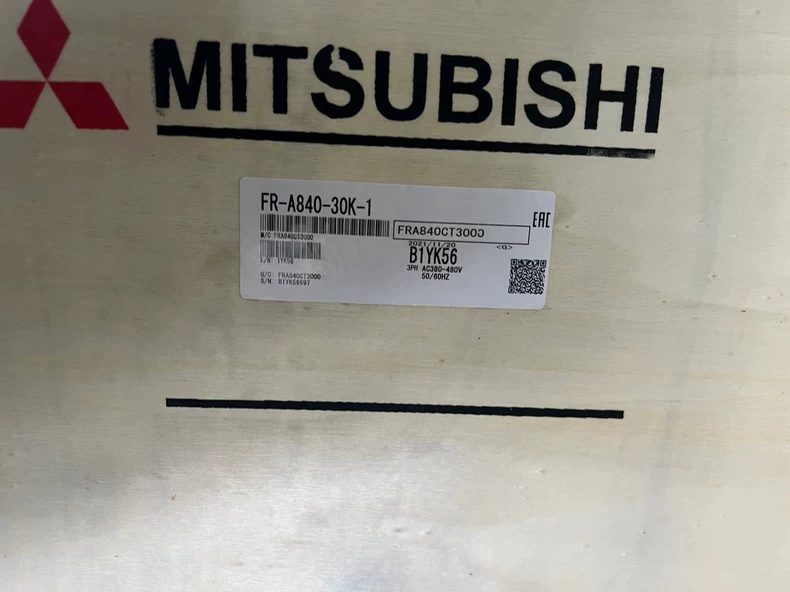 MITSUBISHI
FR-A840-30K-1
EAC
M/C:FRA840CT3000
FRA840CT3000
2021/11/20
<G>
L/N: 1YK56
B1YK56
3PH AC380-480V
50/60HZ
G/C: FRA840CT3000
S/N: B1YK56697